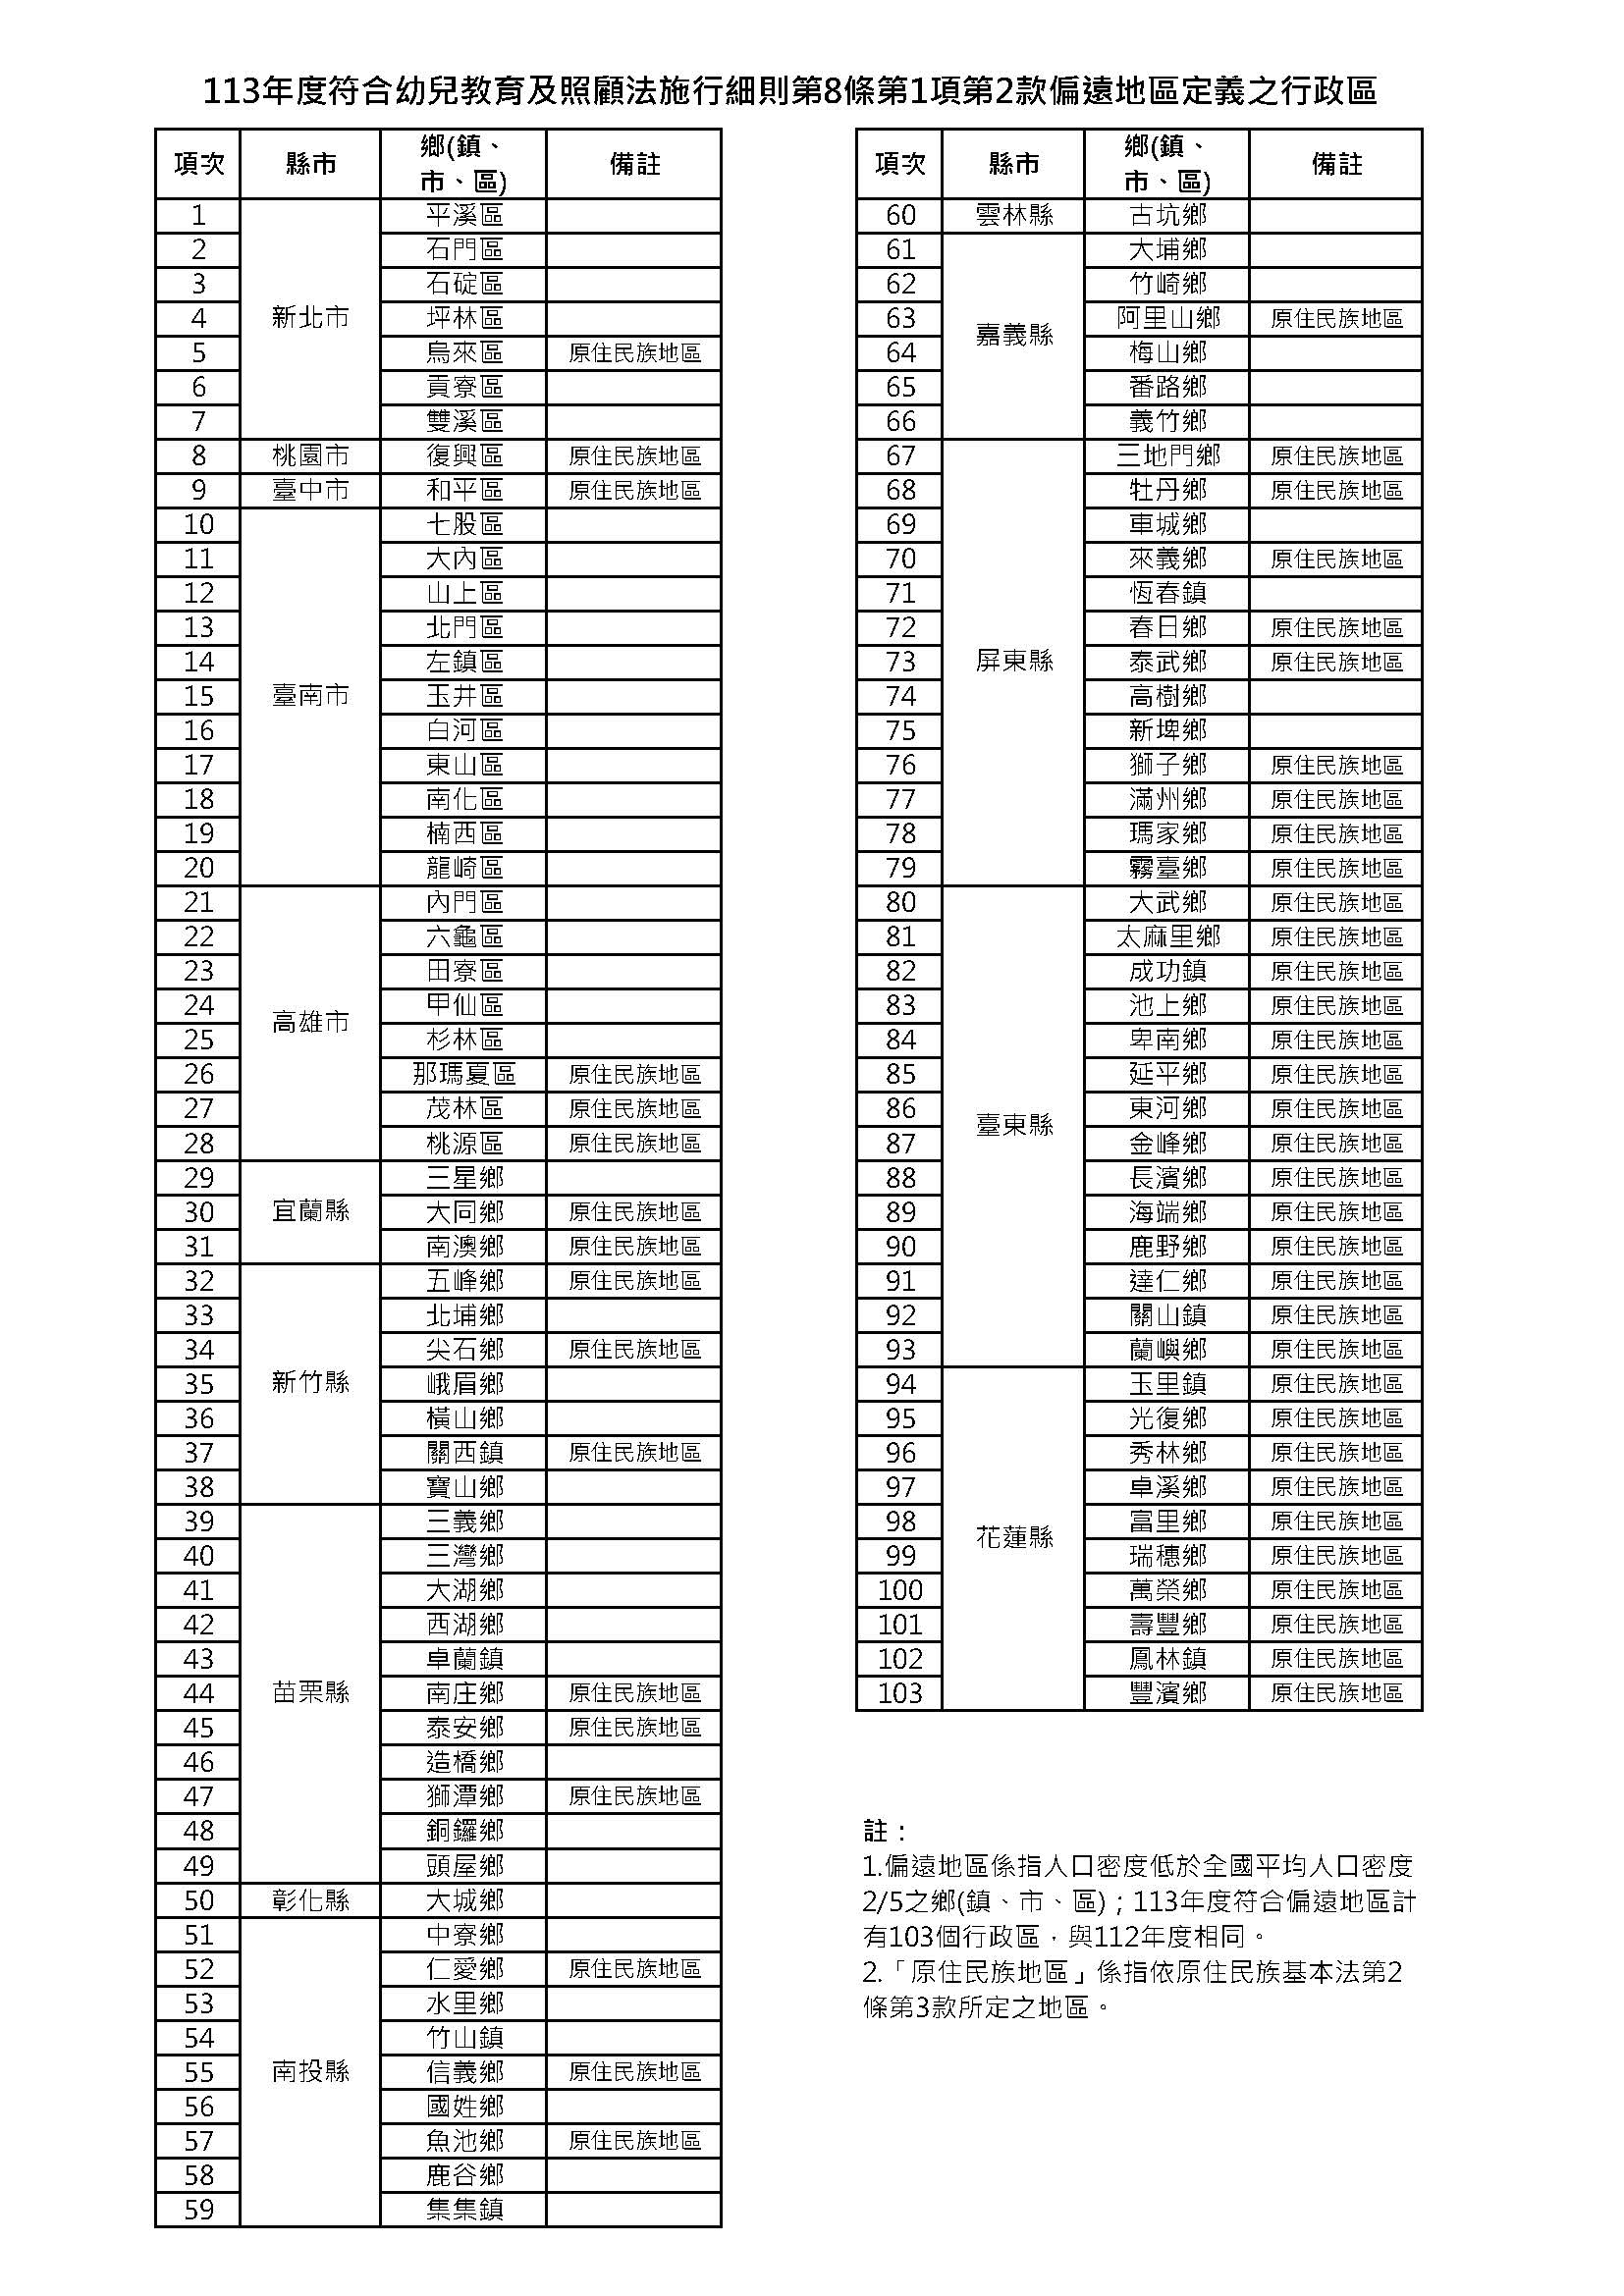 113年度符合幼兒教育及照顧法施行細則第8條第1項第2款偏遠地區定義之行政區
項次 縣市 鄉(鎮、市、區) 備註
1 新北市 平溪區
2 石門區
3 石碇區
4 坪林區
5 烏來區 原住民族地區
6 貢寮區
7 雙溪區
8 桃園市 復興區 原住民族地區
9 臺中市 和平區 原住民族地區
10 臺南市 七股區
11 大內區
12 山上區
13 北門區
14 左鎮區
15 玉井區
16 白河區
17 東山區
18 南化區
19 楠西區
20 龍崎區
21 高雄市 內門區
22 六龜區
23 田寮區
24 甲仙區
25 杉林區
26 那瑪夏區 原住民族地區
27 茂林區 原住民族地區
28 桃源區 原住民族地區
29 宜蘭縣 三星鄉
30 大同鄉 原住民族地區
31 南澳鄉 原住民族地區
32 新竹縣 五峰鄉 原住民族地區
33 北埔鄉
34 尖石鄉 原住民族地區
35 峨眉鄉
36 橫山鄉
37 關西鎮 原住民族地區
38 寶山鄉
39 苗栗縣 三義鄉
40 三灣鄉
41 大湖鄉
42 西湖鄉
43 卓蘭鎮
44 南庄鄉 原住民族地區
45 泰安鄉 原住民族地區
46 造橋鄉
47 獅潭鄉 原住民族地區
48 銅鑼鄉
49 頭屋鄉
50 彰化縣 大城鄉
51 南投縣 中寮鄉
52 仁愛鄉 原住民族地區
53 水里鄉
54 竹山鎮
55 信義鄉 原住民族地區
56 國姓鄉
57 魚池鄉 原住民族地區
58 鹿谷鄉
59 集集鎮
項次 縣市 鄉(鎮、市、區) 備註
60 雲林縣 古坑鄉
61 嘉義縣 大埔鄉
62 竹崎鄉
63 阿里山鄉 原住民族地區
64 梅山鄉
65 番路鄉
66 義竹鄉
67 屏東縣 三地門鄉 原住民族地區
68 牡丹鄉 原住民族地區
69 車城鄉
70 來義鄉 原住民族地區
71 恆春鎮
72 春日鄉 原住民族地區
73 泰武鄉 原住民族地區
74 高樹鄉
75 新埤鄉
76 獅子鄉 原住民族地區
77 滿州鄉 原住民族地區
78 瑪家鄉 原住民族地區
79 霧臺鄉 原住民族地區
80 臺東縣 大武鄉 原住民族地區
81 太麻里鄉 原住民族地區
82 成功鎮 原住民族地區
83 池上鄉 原住民族地區
84 卑南鄉 原住民族地區
85 延平鄉 原住民族地區
86 東河鄉 原住民族地區
87 金峰鄉 原住民族地區
88 長濱鄉 原住民族地區
89 海端鄉 原住民族地區
90 鹿野鄉 原住民族地區
91 達仁鄉 原住民族地區
92 關山鎮 原住民族地區
93 蘭嶼鄉 原住民族地區
94 花蓮縣 玉里鎮 原住民族地區
95 光復鄉 原住民族地區
96 秀林鄉 原住民族地區
97 卓溪鄉 原住民族地區
98 富里鄉 原住民族地區
99 瑞穗鄉 原住民族地區
100 萬榮鄉 原住民族地區
101 壽豐鄉 原住民族地區
102 鳳林鎮 原住民族地區
103 豐濱鄉 原住民族地區
註：
1.偏遠地區係指人口密度低於全國平均人口密度
2/5之鄉(鎮、市、區)；113年度符合偏遠地區計
有103個行政區，與112年度相同。
2.「原住民族地區」係指依原住民族基本法第2
條第3款所定之地區。